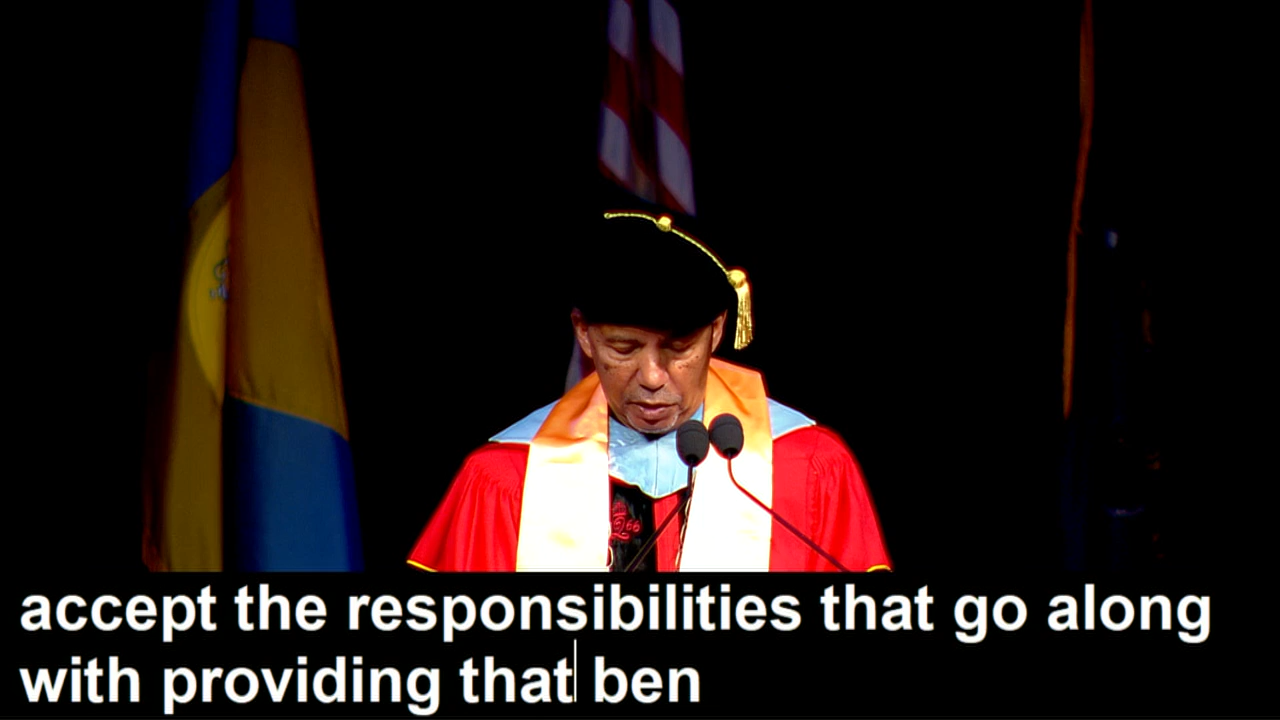 accept the responsibilities that go along
with providing that ben